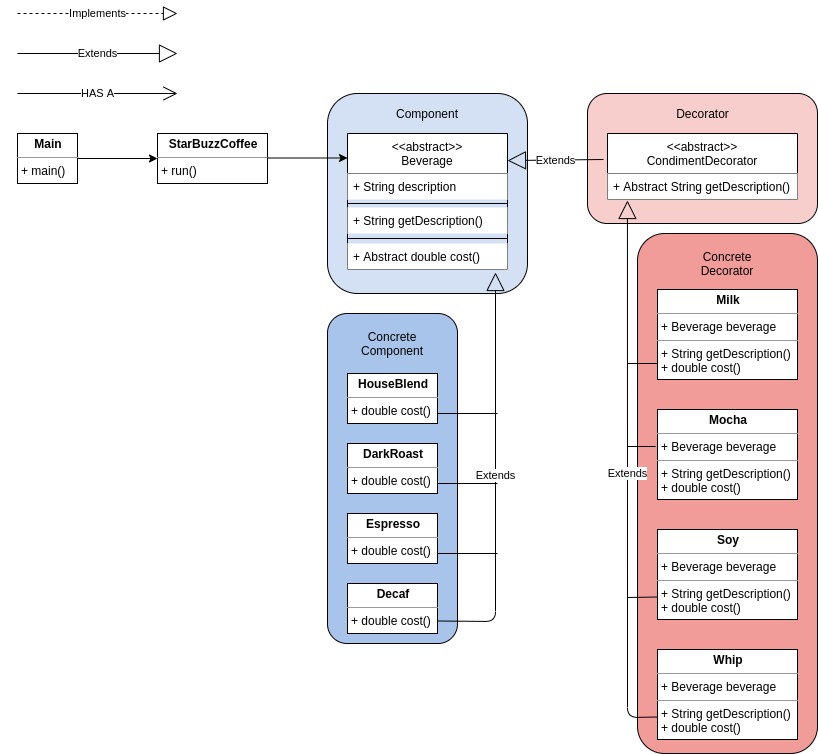 Implements
Extends
HAS A
Main
+ main()
StarBuzzCoffee
+ run()
Component
<<abstract>>
Beverage
+ String description
+ String getDescription()
+ Abstract double cost()
Extends
Decorator
<<abstract>>
CondimentDecorator
+ Abstract String getDescription()
Concrete
Component
HouseBlend
+ double cost()
DarkRoast
+ double cost()
Espresso
+ double cost()
Decaf
+ double cost()
Extends
Concrete
Decorator
Milk
+ Beverage beverage
+ String getDescription()
+ double cost()
Mocha
+ Beverage beverage
+ String getDescription()
+ double cost()
Extends
Soy
+ Beverage beverage
+ String getDescription()
+ double cost()
Whip
+ Beverage beverage
+ String getDescription()
+ double cost()